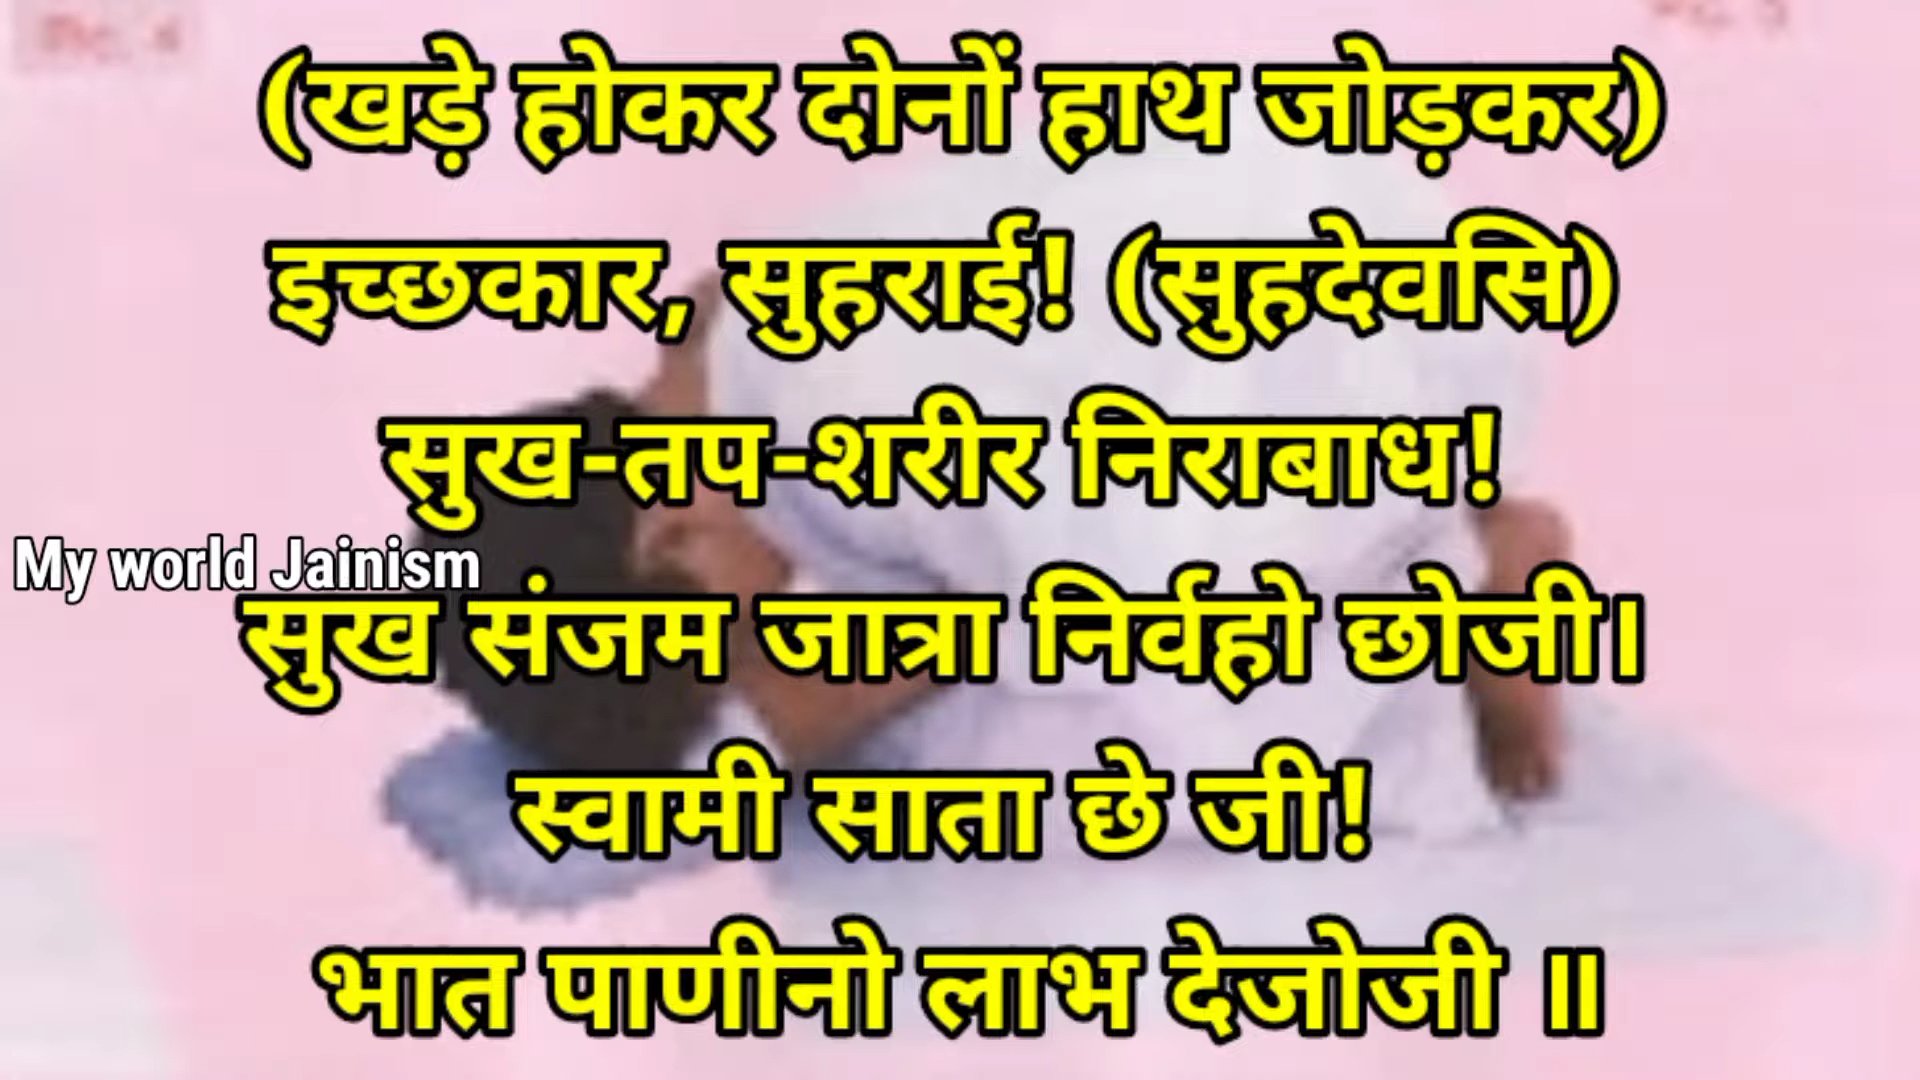 (खड़े होकर दोनों हाथ जोड़कर)
इच्छकार, सुहराई! (सुहदेवसि)
सुख-तप-शरीर निराबाध!
My world Jainism
सुख संजम जात्रा निर्वहो छोजी।
स्वामी साता छे जी!
भात पाणीनो लाभ देजोजी ॥